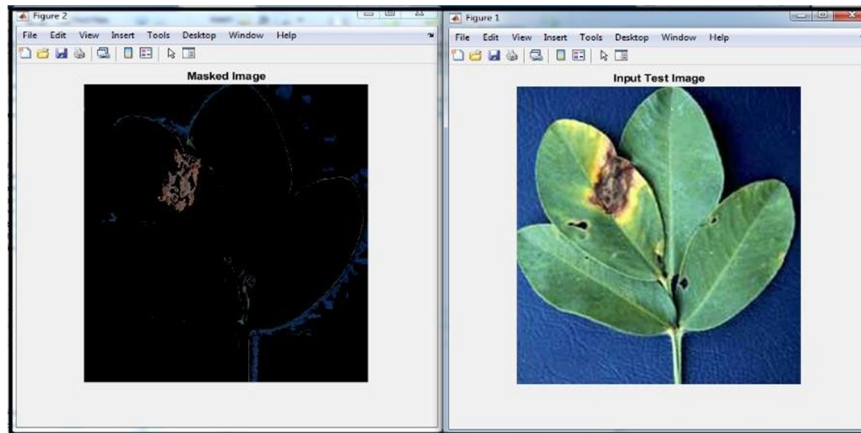 Figure 2
File Edit View Insert Tools Desktop Window Help
Masked Image
Figure 1
File Edit View Insert Tools Desktop Window Help
Input Test Image